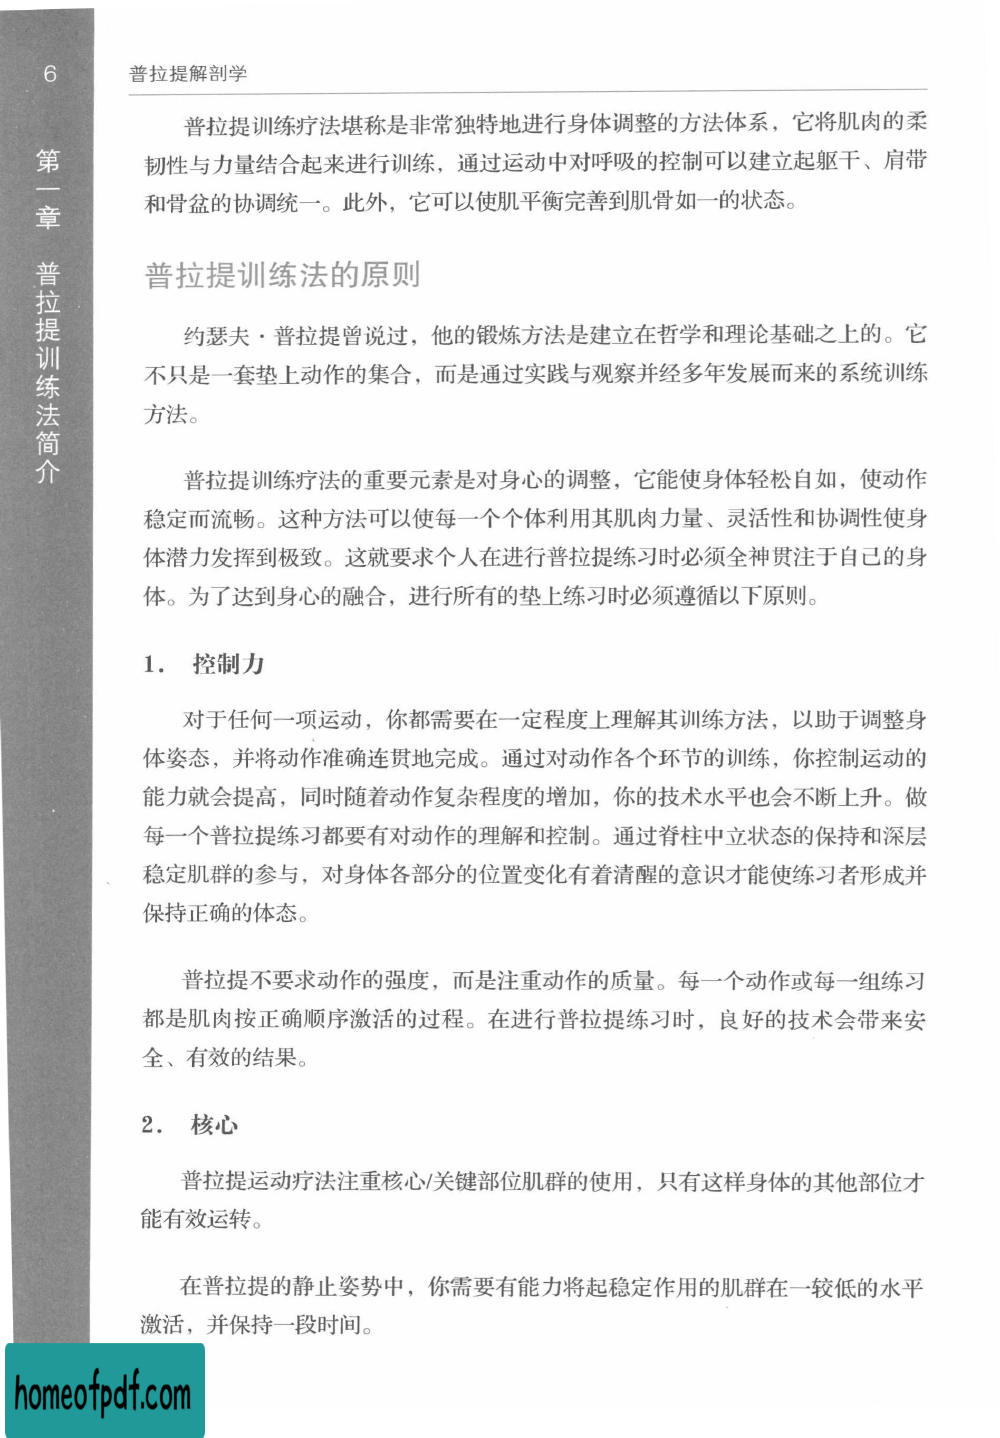 6
普拉提解剖学
第一章 普拉提训练法简介
普拉提训练疗法堪称是非常独特地进行身体调整的方法体系，它将肌肉的柔
韧性与力量结合起来进行训练，通过运动中对呼吸的控制可以建立起躯干、肩带
和骨盆的协调统一。此外，它可以使肌平衡完善到肌骨如一的状态。
普拉提训练法的原则
约瑟夫·普拉提曾说过，他的锻炼方法是建立在哲学和理论基础之上的。它
不只是一套垫上动作的集合，而是通过实践与观察并经多年发展而来的系统训练
方法。
普拉提训练疗法的重要元素是对身心的调整，它能使身体轻松自如，使动作
稳定而流畅。这种方法可以使每一个个体利用其肌肉力量、灵活性和协调性使身
体潜力发挥到极致。这就要求个人在进行普拉提练习时必须全神贯注于自己的身
体。为了达到身心的融合，进行所有的垫上练习时必须遵循以下原则。
1. 控制力
对于任何一项运动，你都需要在一定程度上理解其训练方法，以助于调整身
体姿态，并将动作准确连贯地完成。通过对动作各个环节的训练，你控制运动的
能力就会提高，同时随着动作复杂程度的增加，你的技术水平也会不断上升。做
每一个普拉提练习都要有对动作的理解和控制。通过脊柱中立状态的保持和深层
稳定肌群的参与，对身体各部分的位置变化有着清醒的意识才能使练习者形成并
保持正确的体态。
普拉提不要求动作的强度，而是注重动作的质量。每一个动作或每一组练习
都是肌肉按正确顺序激活的过程。在进行普拉提练习时，良好的技术会带来安
全、有效的结果。
2. 核心
普拉提运动疗法注重核心/关键部位肌群的使用，只有这样身体的其他部位才
能有效运转。
在普拉提的静止姿势中，你需要有能力将起稳定作用的肌群在一较低的水平
激活，并保持一段时间。
homeofpdf.com